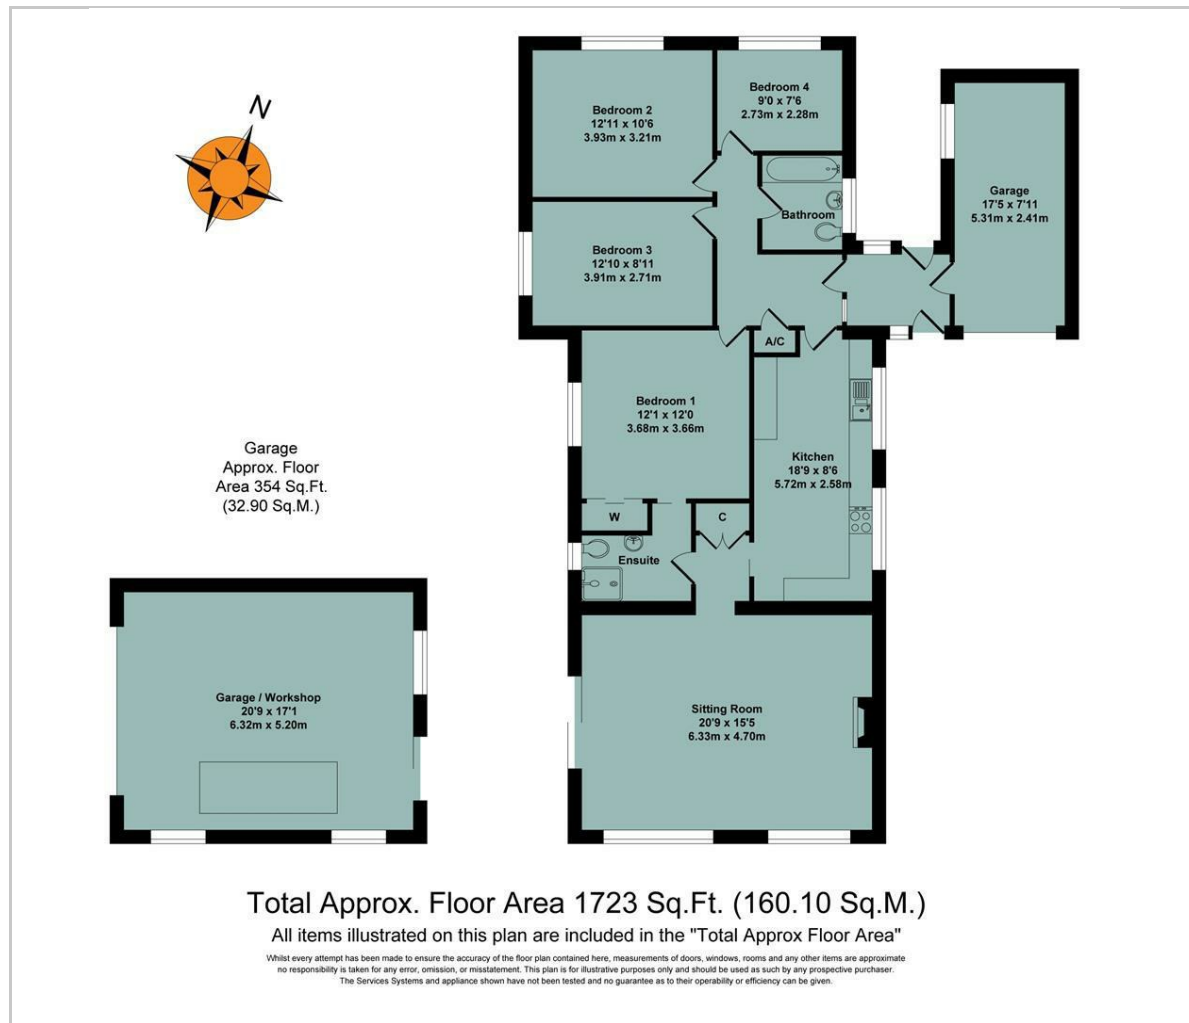 N
Bedroom 2
12'11 x 10'6
3.93m x 3.21m
Bedroom 4
9'0 x 7'6
2.73m x 2.28m
Bathroom
Garage
17'5 x 7'11
5.31m x 2.41m
Bedroom 3
12'10 x 8'11
3.91m x 2.71m
A/C
Bedroom 1
12'1 x 12'0
3.68m x 3.66m
Kitchen
18'9 x 8'6
5.72m x 2.58m
Garage
Approx. Floor
Area 354 Sq.Ft.
(32.90 Sq.M.)
W
C
Ensuite
Garage / Workshop
20'9 x 17'1
6.32m x 5.20m
Sitting Room
20'9 x 15'5
6.33m x 4.70m
Total Approx. Floor Area 1723 Sq.Ft. (160.10 Sq.M.)
All items illustrated on this plan are included in the "Total Approx Floor Area"
Whilst every attempt has been made to ensure the accuracy of the floor plan contained here, measurements of doors, windows, rooms and any other items are approximate
no responsibility is taken for any error, omission, or misstatement. This plan is for illustrative purposes only and should be used as such by any prospective purchaser.
The Services Systems and appliance shown have not been tested and no guarantee as to their operability or efficiency can be given.